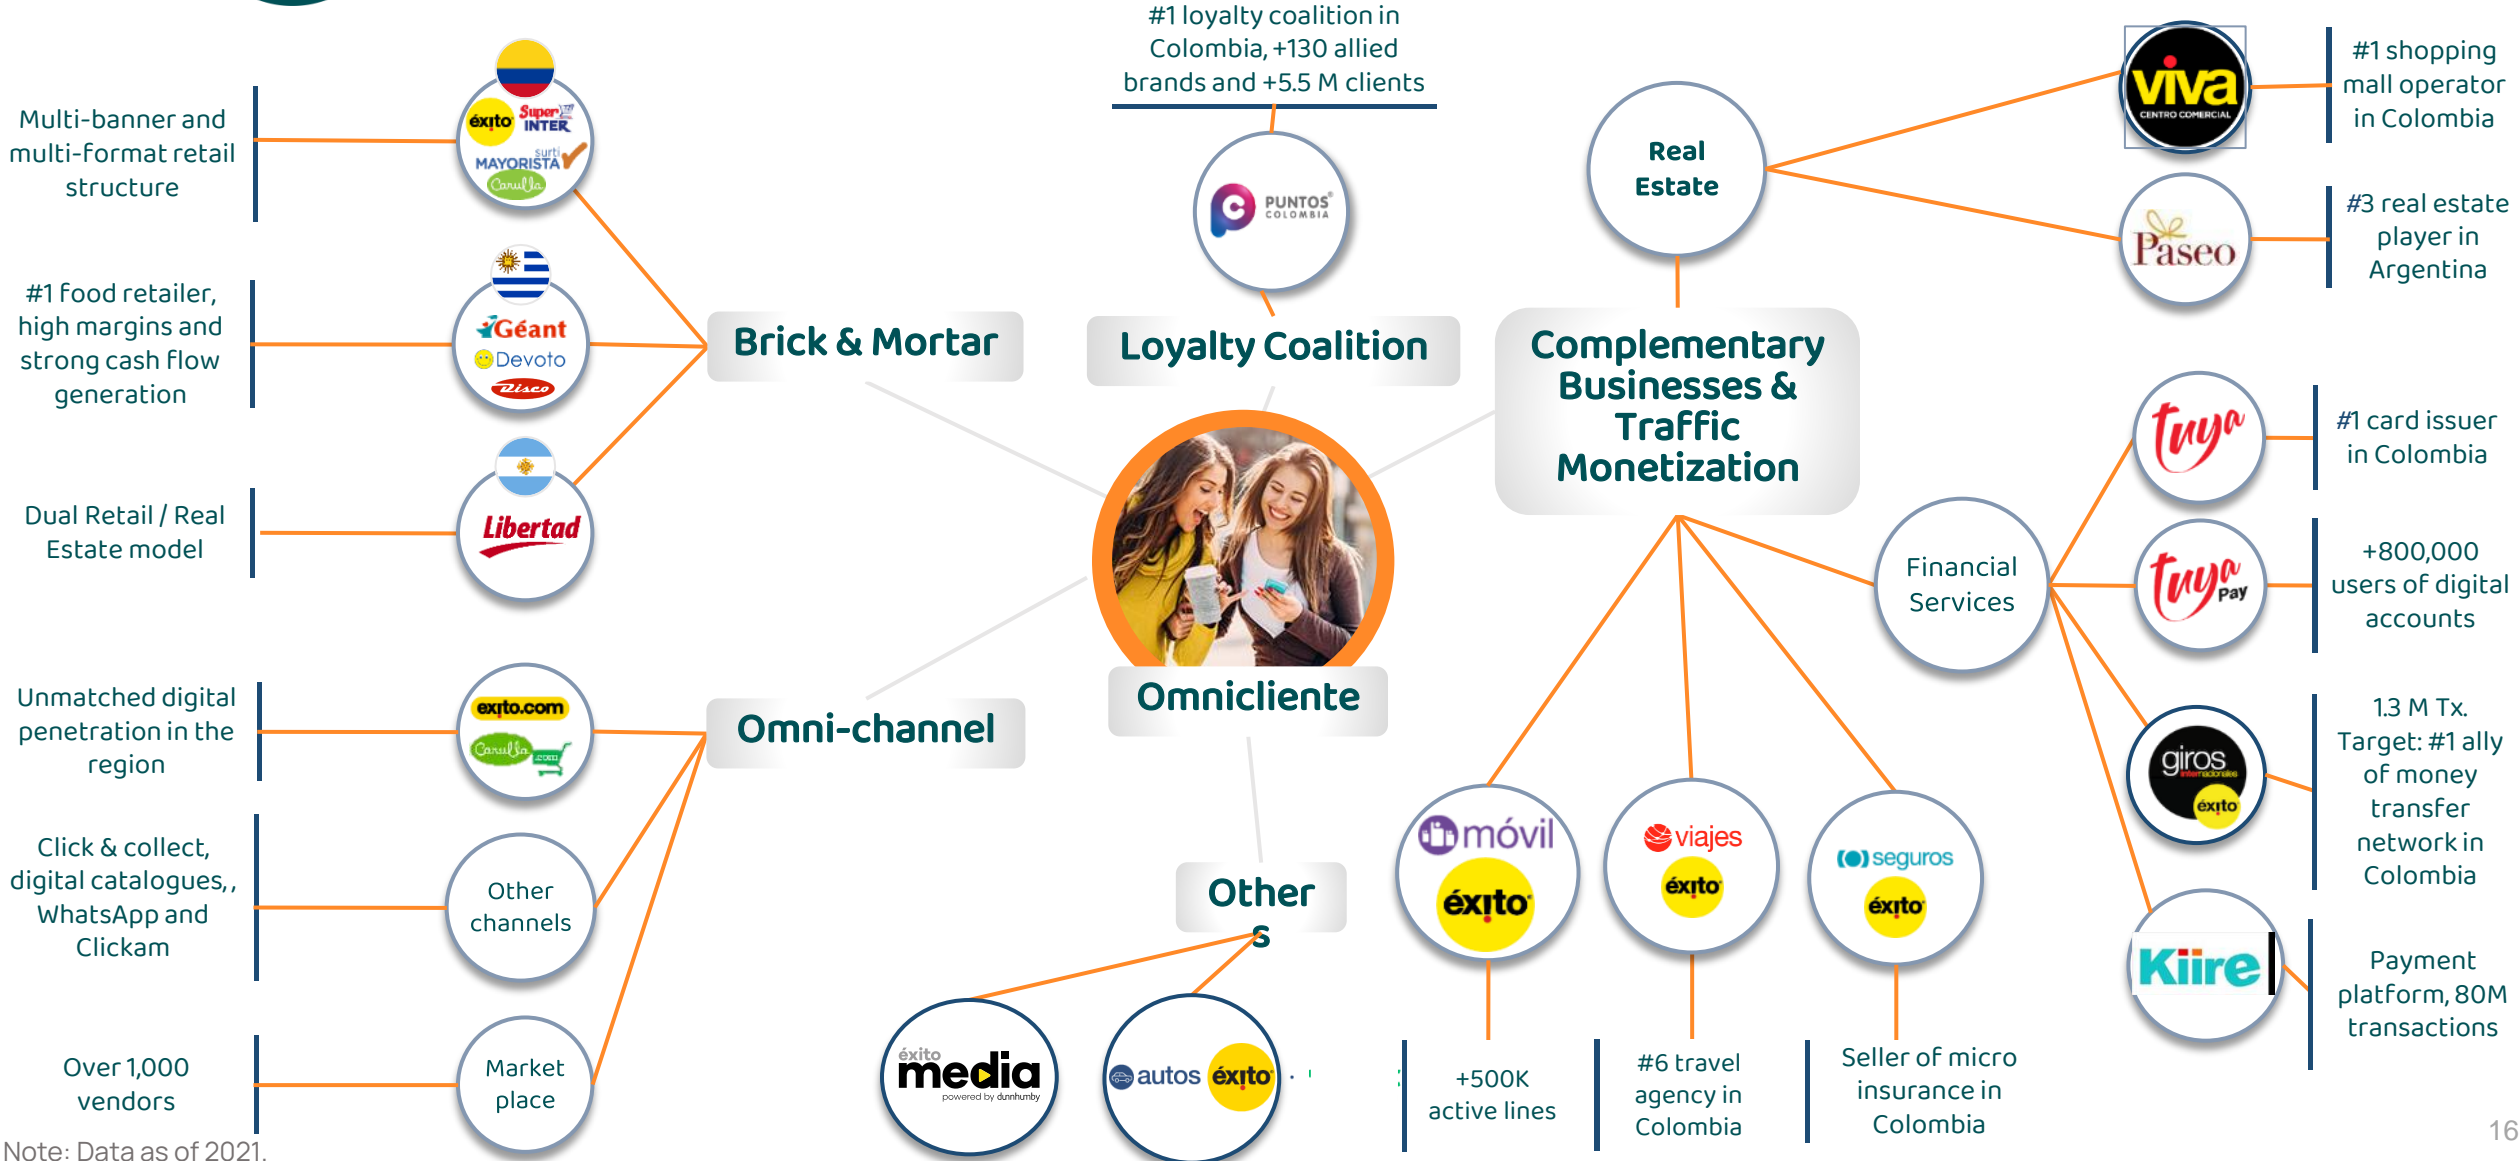 #1 loyalty coalition in
Colombia, +130 allied
brands and +5.5 M clients
Multi-banner and
multi-format retail
structure
éxito
Super
INTER
surti
MAYORISTA
Carulla
#1 food retailer,
high margins and
strong cash flow
generation
Géant
Devoto
Disco
Dual Retail / Real
Estate model
Libertad
Brick & Mortar
PUNTOS
COLOMBIA
Loyalty Coalition
Real
Estate
viva
CENTRO COMERCIAL
#1 shopping
mall operator
in Colombia
Paseo
#3 real estate
player in
Argentina
Complementary
Businesses &
Traffic
Monetization
Financial
Services
tuya
#1 card issuer
in Colombia
tuya
Pay
+800,000
users of digital
accounts
giros
internacionales
éxito
1.3 M Tx.
Target: #1 ally
of money
transfer
network in
Colombia
Kiire
Payment
platform, 80M
transactions
Omnicliente
Unmatched digital
penetration in the
region
exito.com
Carulla
.com
Omni-channel
Click & collect,
digital catalogues, ,
WhatsApp and
Clickam
Other
channels
Over 1,000
vendors
Market
place
Other
s
éxito
media
powered by dunnhumby
autos éxito
móvil
éxito
+500K
active lines
viajes
éxito
#6 travel
agency in
Colombia
seguros
éxito
Seller of micro
insurance in
Colombia
Note: Data as of 2021.
16